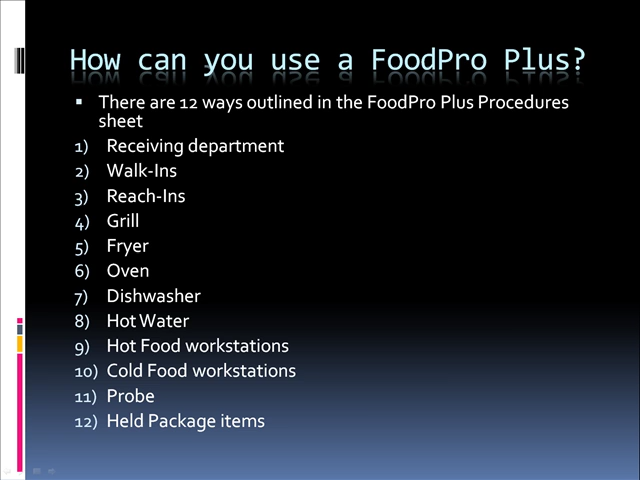 How can you use a FoodPro Plus?
▪ There are 12 ways outlined in the FoodPro Plus Procedures
sheet
1) Receiving department
2) Walk-Ins
3) Reach-Ins
4) Grill
5) Fryer
6) Oven
7) Dishwasher
8) Hot Water
9) Hot Food workstations
10) Cold Food workstations
11) Probe
12) Held Package items